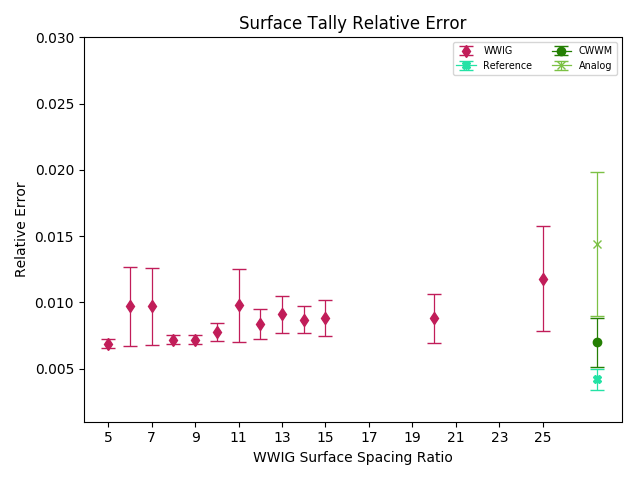 Surface Tally Relative Error
0.030
0.025
0.020
0.015
0.010
0.005
Relative Error
WWIG CWWM
Reference Analog
5 7 9 11 13 15 17 19 21 23 25
WWIG Surface Spacing Ratio